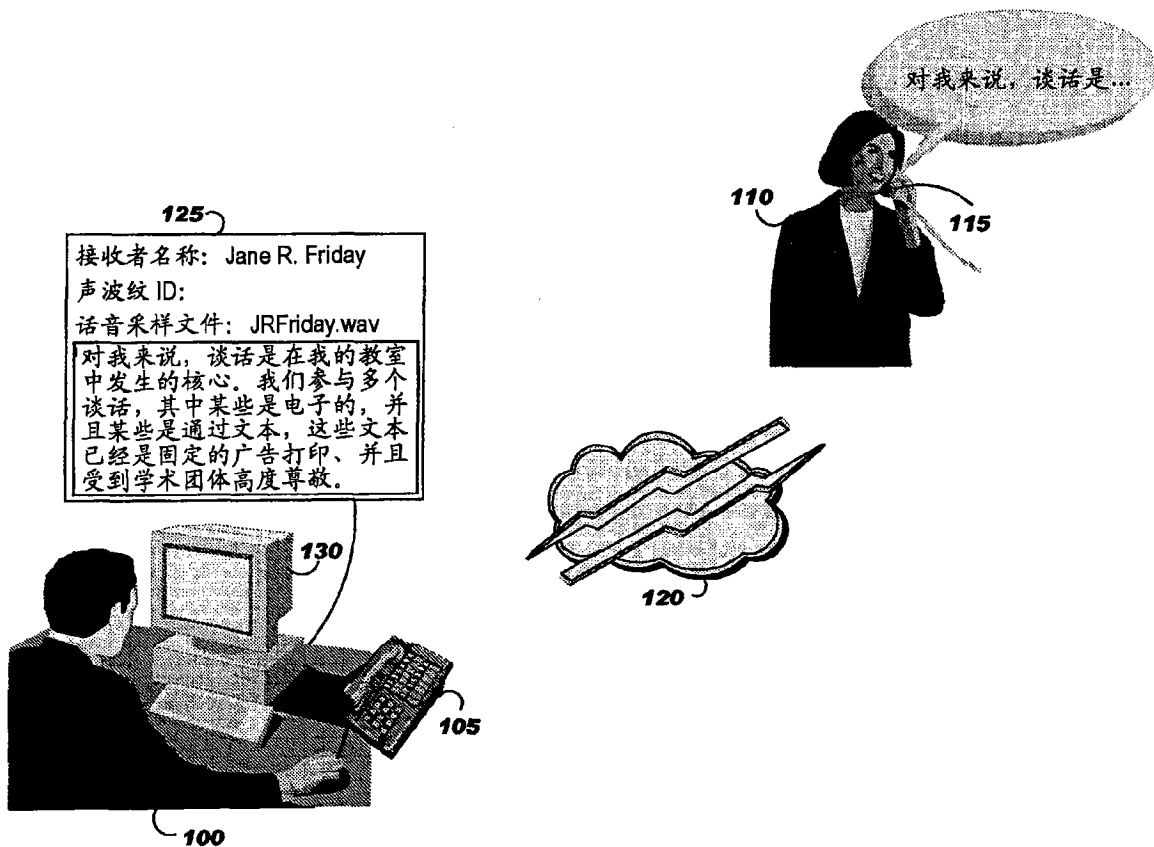 对我来说，谈话是...
110
115
125
接收者名称：Jane R. Friday
声波纹 ID:
话音采样文件：JRFriday.wav
对我来说，谈话是在我的教室
中发生的核心。我们参与多个
谈话，其中某些是电子的，并
且某些是通过文本，这些文本
已经是固定的广告打印、并且
受到学术团体高度尊敬。
130
120
105
100